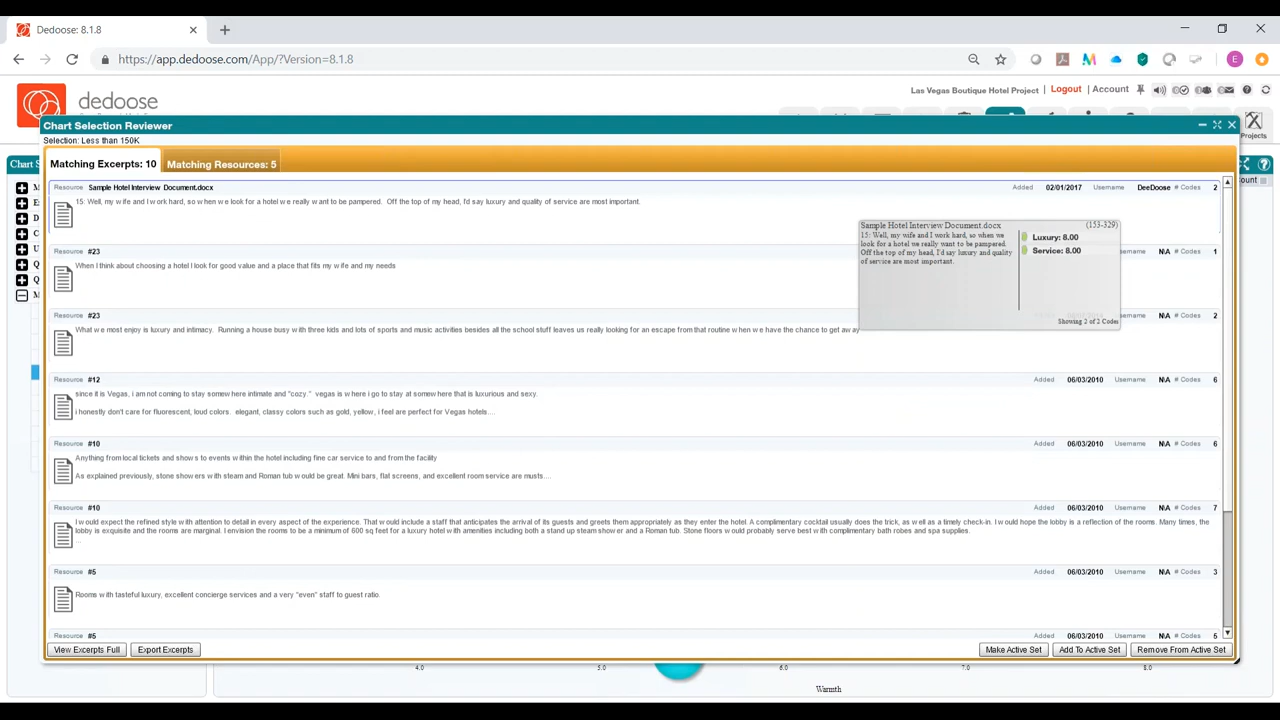 Dedoose: 8.1.8
https://app.dedoose.com/App/?Version=8.1.8
E
dedoose
Las Vegas Boutique Hotel Project | Logout | Account
Projects
Chart Selection Reviewer
Selection: Less than 150K
Chart S
Matching Excerpts: 10
Matching Resources: 5
Resource Sample Hotel Interview Document.docx Added 02/01/2017 Username DeeDoose # Codes 2
15: Well, my wife and I work hard, so when we look for a hotel we really want to be pampered. Off the top of my head, I'd say luxury and quality of service are most important.
Sample Hotel Interview Document.docx (153-329)
15: Well, my wife and I work hard, so when we
look for a hotel we really want to be pampered.
Off the top of my head, I'd say luxury and quality
of service are most important.
Luxury: 8.00
Service: 8.00
Showing 2 of 2 Codes
#23 N\A # Codes 1
When I think about choosing a hotel I look for good value and a place that fits my wife and my needs
Resource #23 N\A # Codes 2
What we most enjoy is luxury and intimacy. Running a house busy with three kids and lots of sports and music activities besides all the school stuff leaves us really looking for an escape from that routine when we have the chance to get away
Resource #12 Added 06/03/2010 Username N\A # Codes 6
since it is Vegas, i am not coming to stay somewhere intimate and "cozy." vegas is where i go to stay at somewhere that is luxurious and sexy.
i honestly don't care for fluorescent, loud colors. elegant, classy colors such as gold, yellow, i feel are perfect for Vegas hotels....
Resource #10 Added 06/03/2010 Username N\A # Codes 6
Anything from local tickets and shows to events within the hotel including fine car service to and from the facility
As explained previously, stone showers with steam and Roman tub would be great. Mini bars, flat screens, and excellent room service are musts....
Resource #10 Added 06/03/2010 Username N\A # Codes 7
I would expect the refined style with attention to detail in every aspect of the experience. That would include a staff that anticipates the arrival of its guests and greets them appropriately as they enter the hotel. A complimentary cocktail usually does the trick, as well as a timely check-in. I would hope the lobby is a reflection of the rooms. Many times, the
lobby is exquisite and the rooms are marginal. I envision the rooms to be a minimum of 600 sq feet for a luxury hotel with amenities including both a stand up steam shower and a Roman tub. Stone floors would probably serve best with complimentary bath robes and spa supplies.
...
Resource #5 Added 06/03/2010 Username N\A # Codes 3
Rooms with tasteful luxury, excellent concierge services and a very "even" staff to guest ratio.
Resource #5 Added 06/03/2010 Username N\A # Codes 5
View Excerpts Full Export Excerpts Make Active Set Add To Active Set Remove From Active Set
4.0 5.0 6.0 7.0 8.0
Warmth